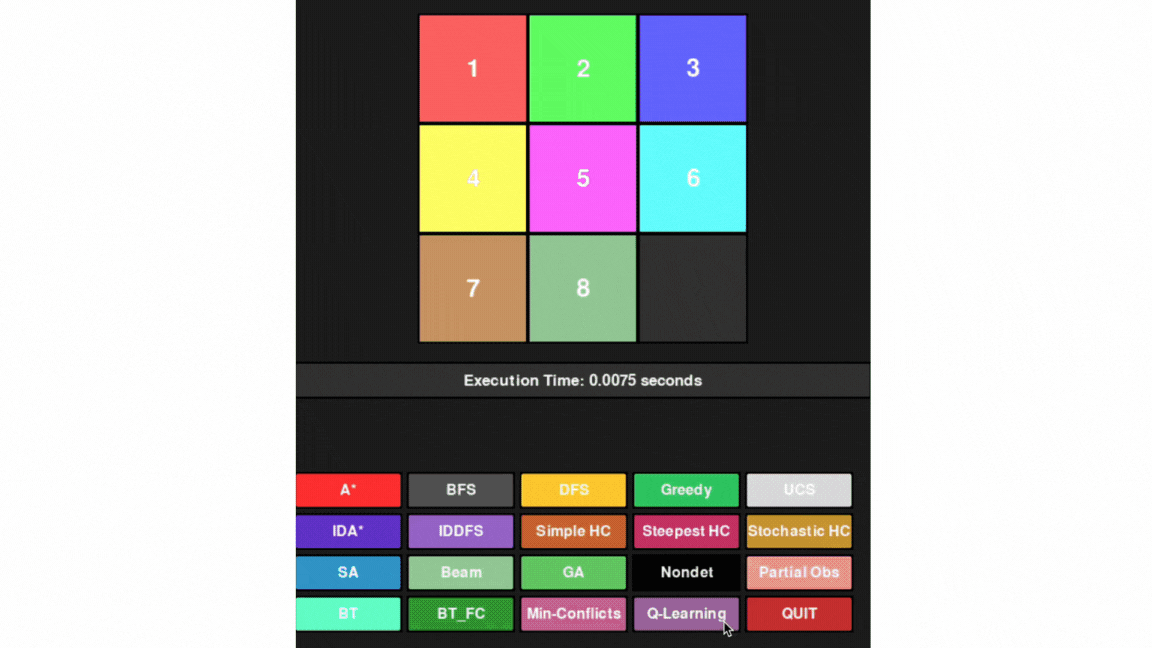 1 2 3
4 5 6
7 8
Execution Time: 0.0075 seconds
A* BFS DFS Greedy UCS
IDA* IDDFS Simple HC Steepest HC Stochastic HC
SA Beam GA Nondet Partial Obs
BT BT_FC Min-Conflicts Q-Learning QUIT